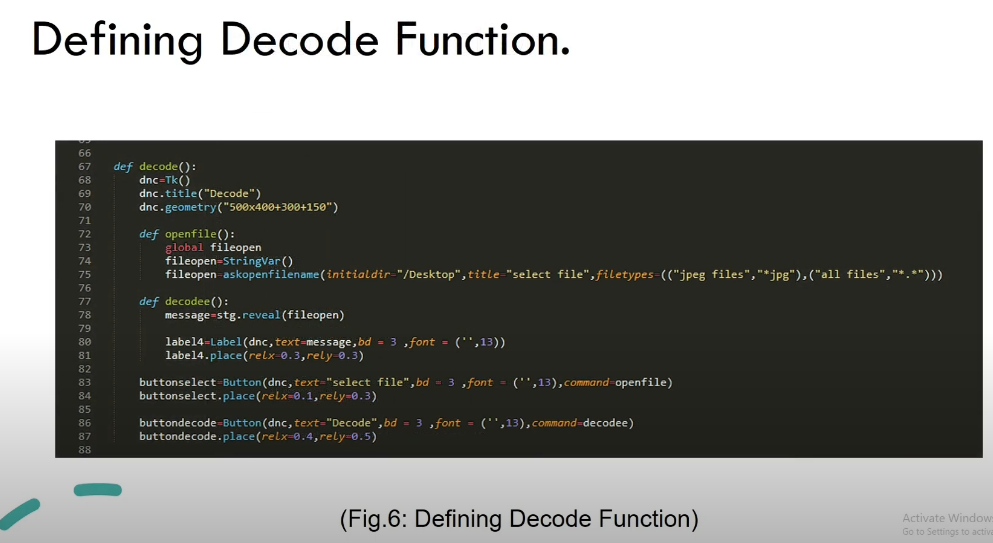 Defining Decode Function.
66
67 def decode():
68 dnc=Tk()
69 dnc.title("Decode")
70 dnc.geometry("500x400+300+150")
71
72 def openfile():
73 global fileopen
74 fileopen=StringVar()
75 fileopen=askopenfilename(initialdir="/Desktop",title="select file",filetypes=(("jpeg files","*jpg"),("all files","*.*")))
76
77 def decodee():
78 message=stg.reveal(fileopen)
79
80 label4=Label(dnc,text=message,bd = 3 ,font = ('',13))
81 label4.place(relx=0.3,rely=0.3)
82
83 buttonselect=Button(dnc,text="select file",bd = 3 ,font = ('',13),command=openfile)
84 buttonselect.place(relx=0.1,rely=0.3)
85
86 buttondecode=Button(dnc,text="Decode",bd = 3 ,font = ('',13),command=decodee)
87 buttondecode.place(relx=0.4,rely=0.5)
88
(Fig.6: Defining Decode Function)
Activate Window
Go to Settings to activa